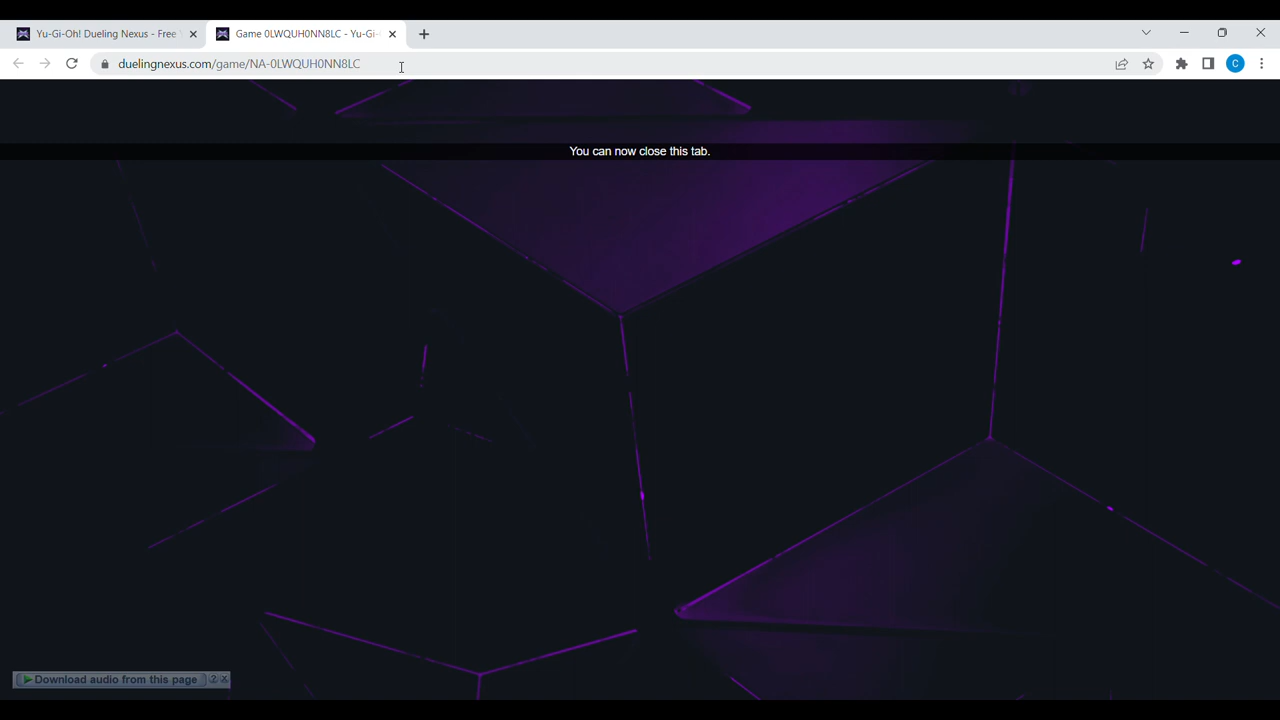 Yu-Gi-Oh! Dueling Nexus - Free
Game 0LWQUH0NN8LC - Yu-Gi-
duelingnexus.com/game/NA-0LWQUH0NN8LC
C
You can now close this tab.
Download audio from this page